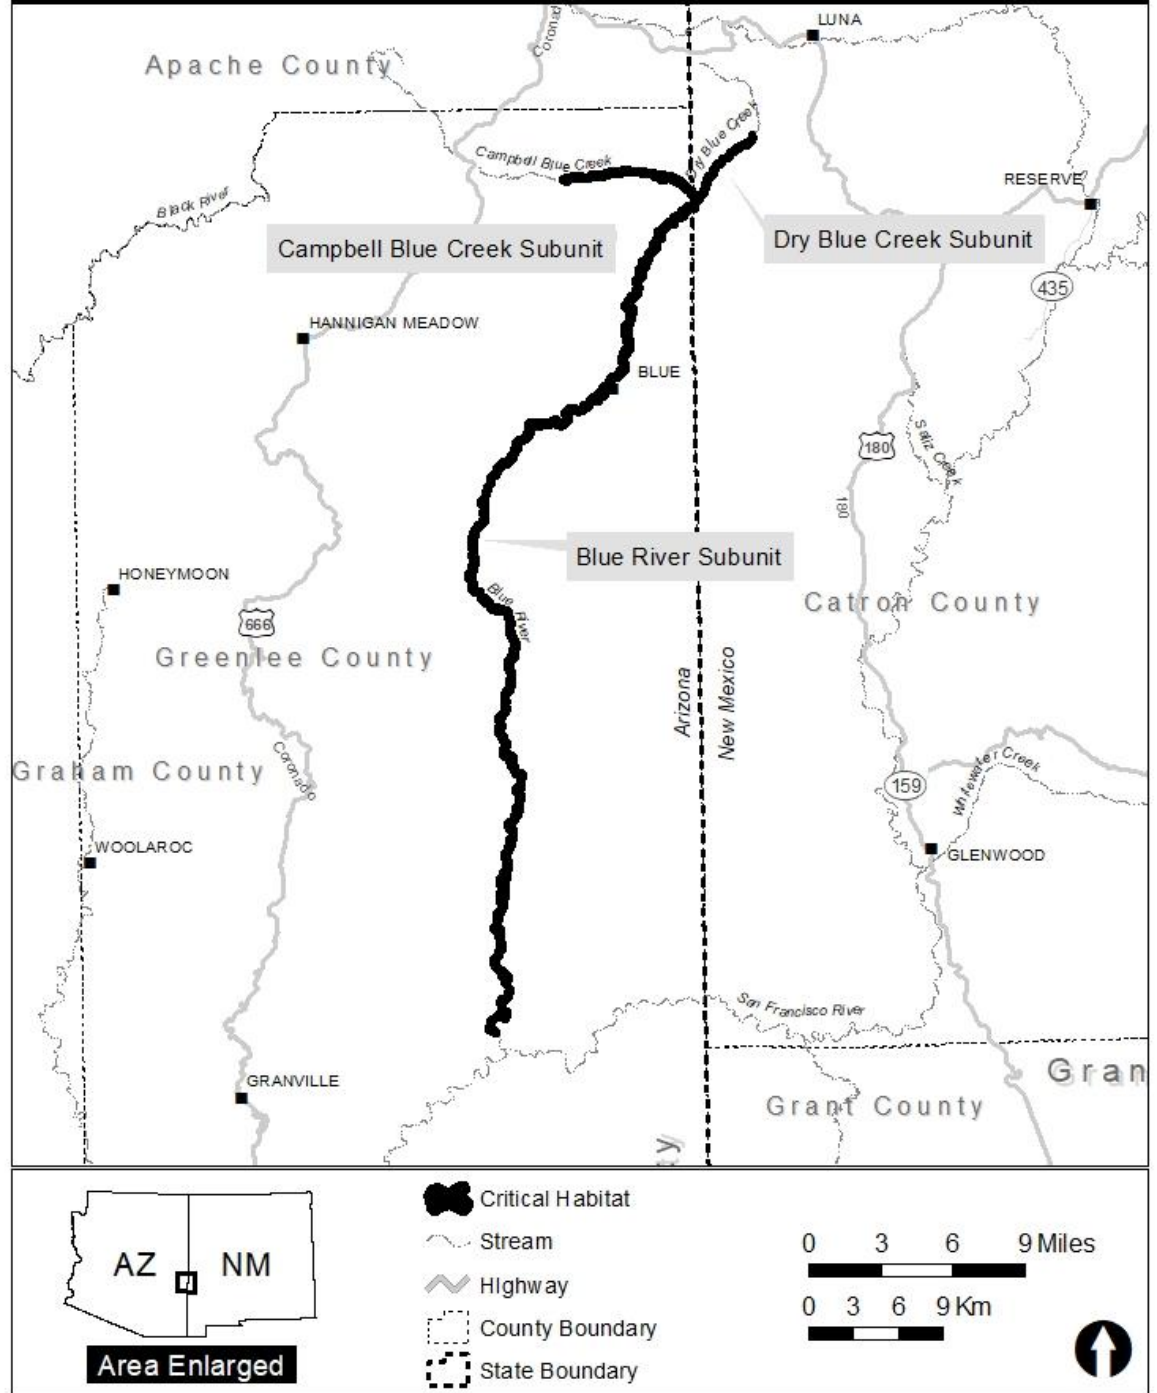 LUNA
Coronad
Apache County
Dry Blue Creek
Campbell Blue Creek
RESERVE
Black River
Campbell Blue Creek Subunit
Dry Blue Creek Subunit
435
HANNIGAN MEADOW
BLUE
180
Saliz Creek
180
Blue River Subunit
HONEYMOON
Blue River
Catron County
666
Greenlee County
Arizona
New Mexico
Coronado
Graham County
Whitewater Creek
159
WOOLAROC
GLENWOOD
San Francisco River
GRANVILLE
Gran
Grant County
ty
AZ
NM
Area Enlarged
Critical Habitat
Stream
Highway
County Boundary
State Boundary
0 3 6 9 Miles
0 3 6 9 Km